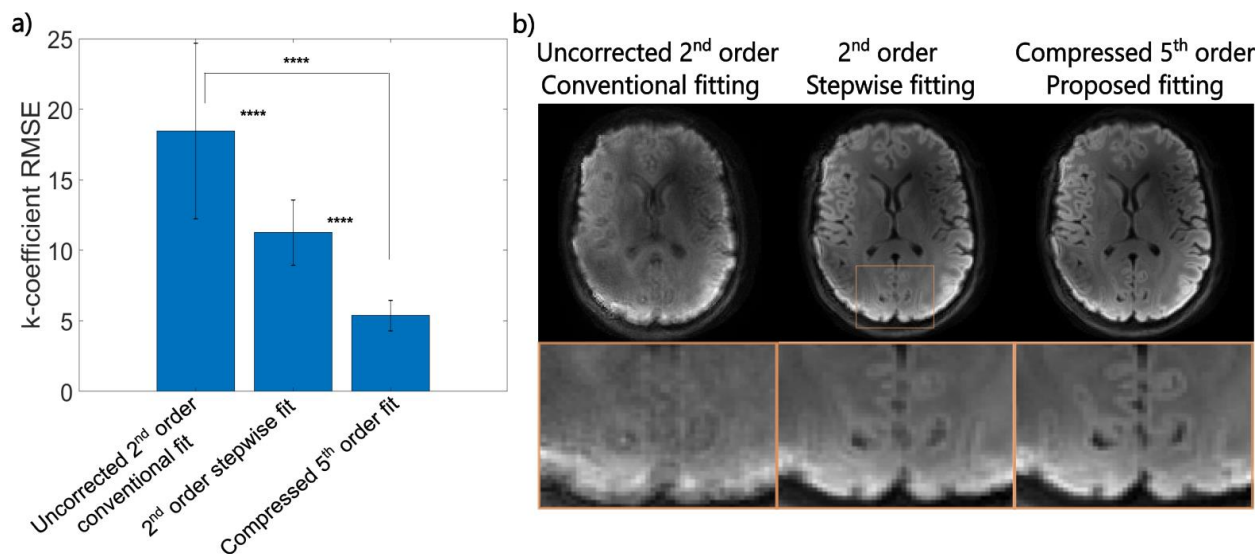 a)
25
20
15
10
5
0
k-coefficient RMSE
****
****
****
Uncorrected 2nd order
conventional fit
2nd order stepwise fit
Compressed 5th order fit
b)
Uncorrected 2nd order
Conventional fitting
2nd order
Stepwise fitting
Compressed 5th order
Proposed fitting